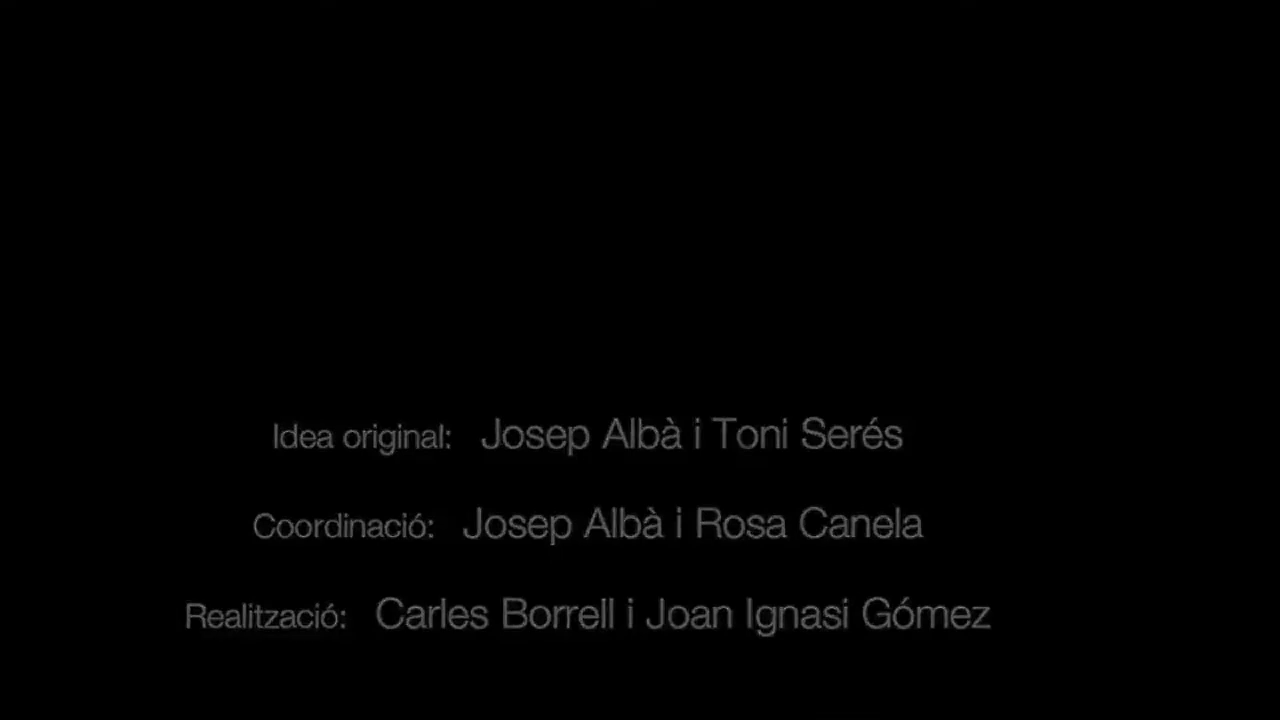 Idea original: Josep Albà i Toni Serés
Coordinació: Josep Albà i Rosa Canela
Realització: Carles Borrell i Joan Ignasi Gómez